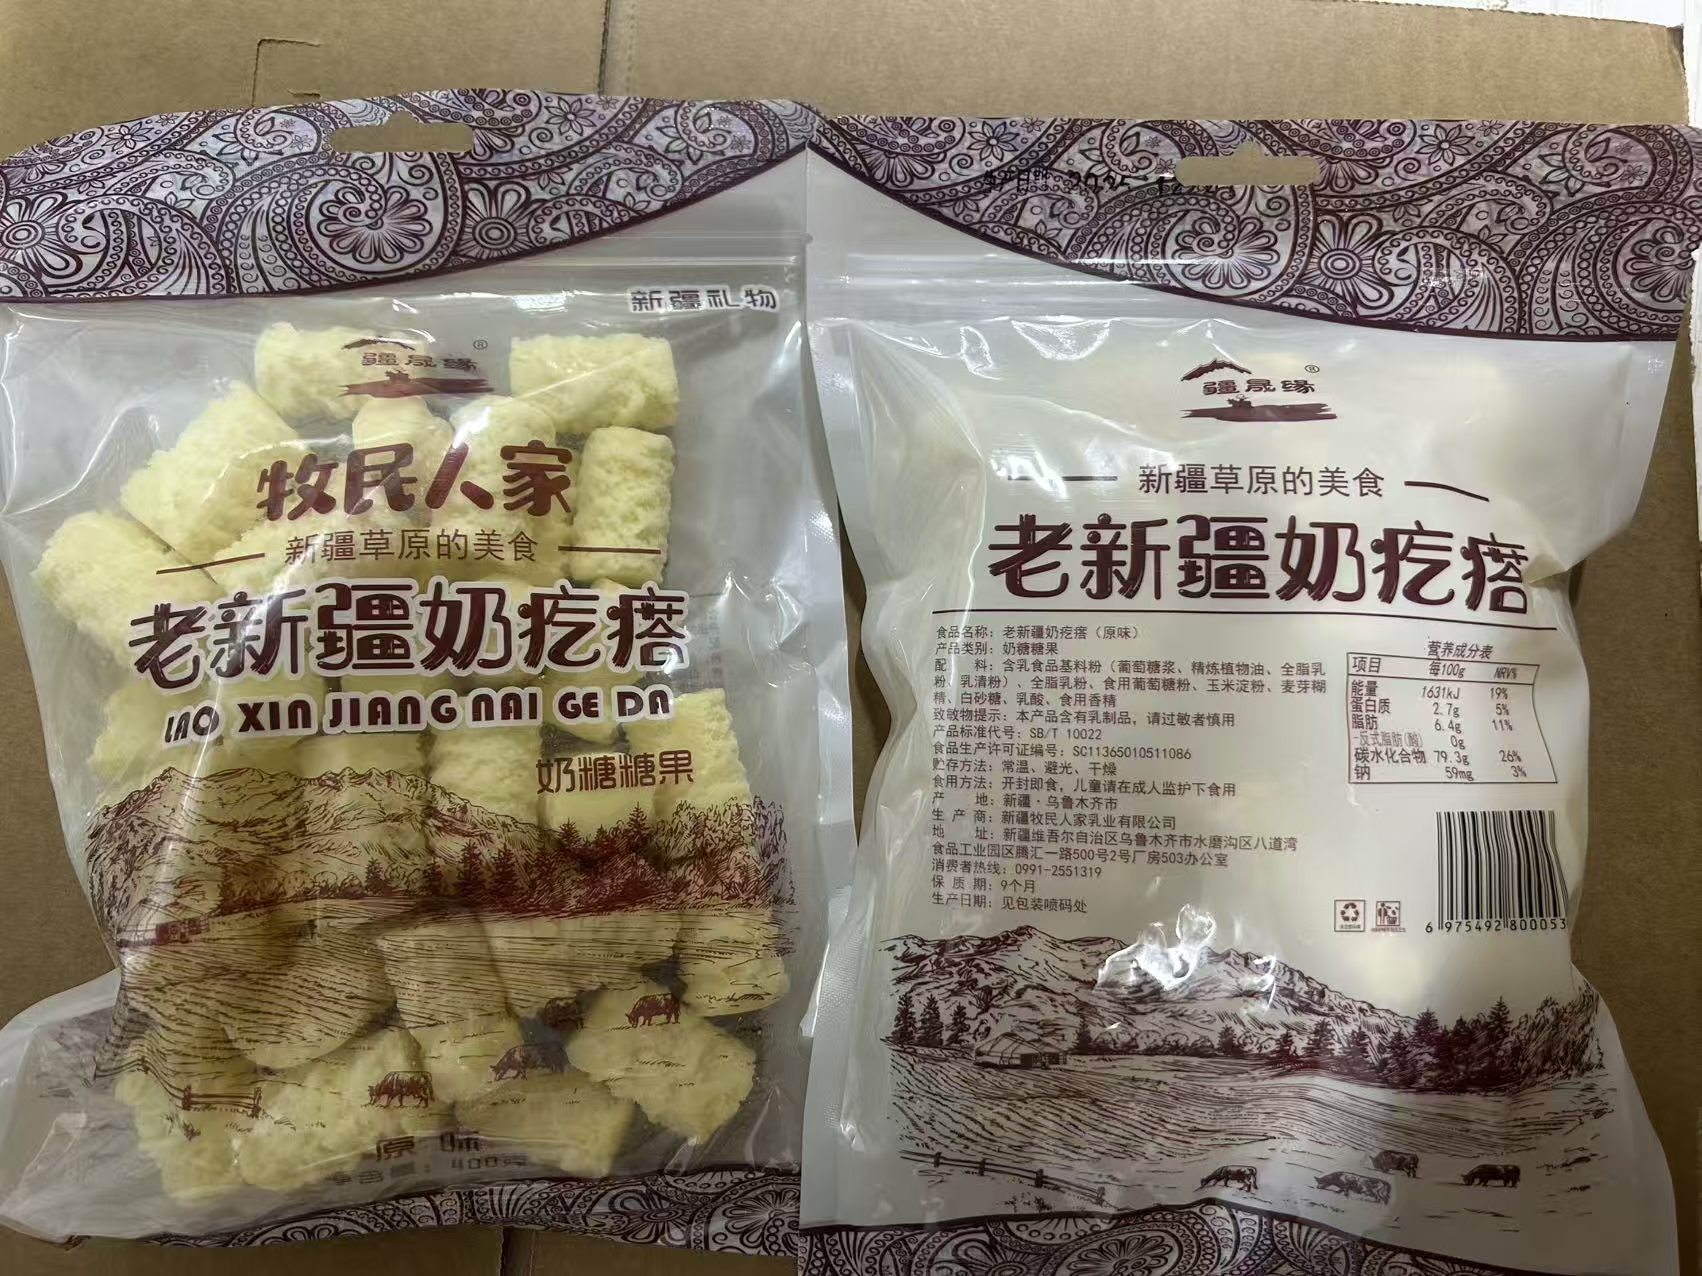 新疆礼物
疆晟缘®
牧民人家
新疆草原的美食
老新疆奶疙瘩
LAO XIN JIANG NAI GE DA
奶糖糖果
原 味
净含量：400克
生产日期
疆晟缘®
新疆草原的美食
老新疆奶疙瘩
食品名称：老新疆奶疙瘩（原味）
产品类别：奶糖糖果
配 料：含乳食品基料粉（葡萄糖浆、精炼植物油、全脂乳
粉、乳清粉）、全脂乳粉、食用葡萄糖粉、玉米淀粉、麦芽糊
精、白砂糖、乳酸、食用香精
致敏物提示：本产品含有乳制品，请过敏者慎用
产品标准代号：SB/T 10022
食品生产许可证编号：SC11365010511086
贮存方法：常温、避光、干燥
食用方法：开封即食，儿童请在成人监护下食用
产 地：新疆·乌鲁木齐市
生 产 商：新疆牧民人家乳业有限公司
地 址：新疆维吾尔自治区乌鲁木齐市水磨沟区八道湾
食品工业园区腾汇一路500号2号厂房503办公室
消费者热线：0991-2551319
保 质 期：9个月
生产日期：见包装喷码处
营养成分表
项目 每100g NRV%
能量 1631kJ 19%
蛋白质 2.7g 5%
脂肪 6.4g 11%
-反式脂肪(酸) 0g
碳水化合物 79.3g 26%
钠 59mg 3%
6 975492 800053